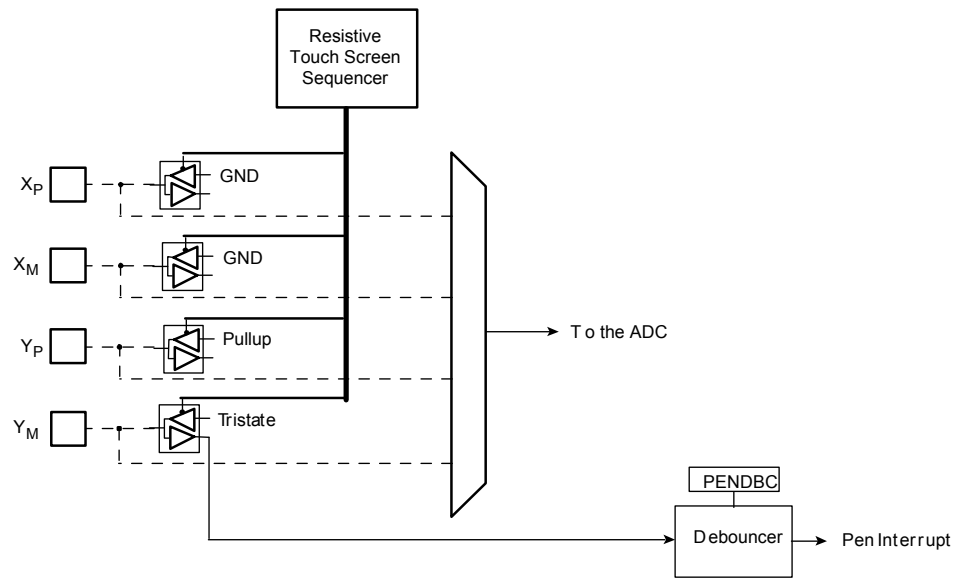 Resistive
Touch Screen
Sequencer
XP
GND
XM
GND
YP
Pullup
To the ADC
YM
Tristate
PENDBC
Debouncer
Pen Interrupt